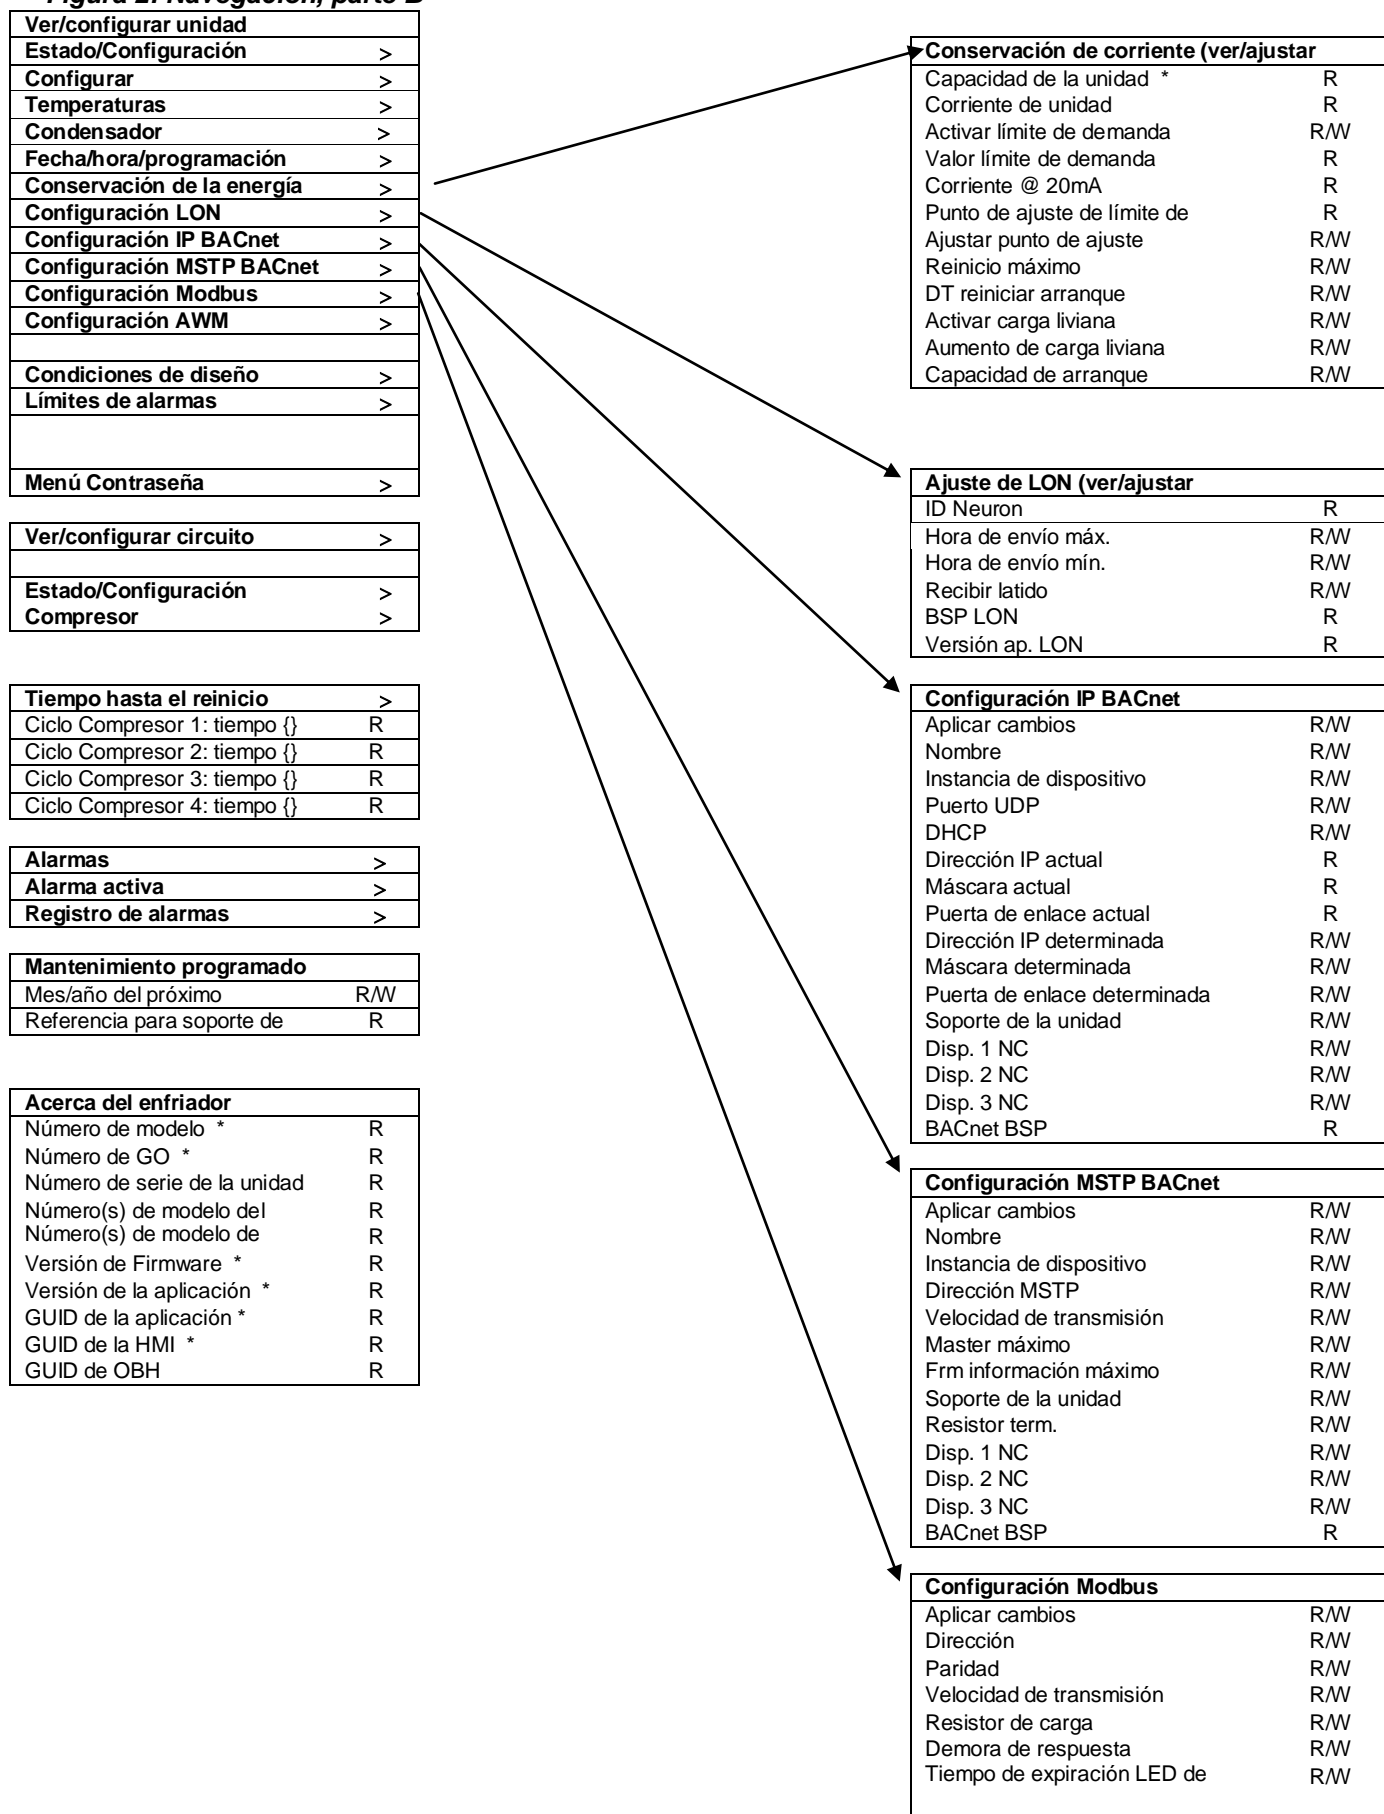 Figura 2. Navegación, parte B
Ver/configurar unidad
Estado/Configuración >
Configurar >
Temperaturas >
Condensador >
Fecha/hora/programación >
Conservación de la energía >
Configuración LON >
Configuración IP BACnet >
Configuración MSTP BACnet >
Configuración Modbus >
Configuración AWM >
Condiciones de diseño >
Límites de alarmas >
Menú Contraseña >
Ver/configurar circuito >
Estado/Configuración >
Compresor >
Tiempo hasta el reinicio >
Ciclo Compresor 1: tiempo {} R
Ciclo Compresor 2: tiempo {} R
Ciclo Compresor 3: tiempo {} R
Ciclo Compresor 4: tiempo {} R
Alarmas >
Alarma activa >
Registro de alarmas >
Mantenimiento programado
Mes/año del próximo R/W
Referencia para soporte de R
Acerca del enfriador
Número de modelo * R
Número de GO * R
Número de serie de la unidad R
Número(s) de modelo del R
Número(s) de modelo de R
Versión de Firmware * R
Versión de la aplicación * R
GUID de la aplicación * R
GUID de la HMI * R
GUID de OBH R
Conservación de corriente (ver/ajustar
Capacidad de la unidad * R
Corriente de unidad R
Activar límite de demanda R/W
Valor límite de demanda R
Corriente @ 20mA R
Punto de ajuste de límite de R
Ajustar punto de ajuste R/W
Reinicio máximo R/W
DT reiniciar arranque R/W
Activar carga liviana R/W
Aumento de carga liviana R/W
Capacidad de arranque R/W
Ajuste de LON (ver/ajustar
ID Neuron R
Hora de envío máx. R/W
Hora de envío mín. R/W
Recibir latido R/W
BSP LON R
Versión ap. LON R
Configuración IP BACnet
Aplicar cambios R/W
Nombre R/W
Instancia de dispositivo R/W
Puerto UDP R/W
DHCP R/W
Dirección IP actual R
Máscara actual R
Puerta de enlace actual R
Dirección IP determinada R/W
Máscara determinada R/W
Puerta de enlace determinada R/W
Soporte de la unidad R/W
Disp. 1 NC R/W
Disp. 2 NC R/W
Disp. 3 NC R/W
BACnet BSP R
Configuración MSTP BACnet
Aplicar cambios R/W
Nombre R/W
Instancia de dispositivo R/W
Dirección MSTP R/W
Velocidad de transmisión R/W
Master máximo R/W
Frm información máximo R/W
Soporte de la unidad R/W
Resistor term. R/W
Disp. 1 NC R/W
Disp. 2 NC R/W
Disp. 3 NC R/W
BACnet BSP R
Configuración Modbus
Aplicar cambios R/W
Dirección R/W
Paridad R/W
Velocidad de transmisión R/W
Resistor de carga R/W
Demora de respuesta R/W
Tiempo de expiración LED de R/W